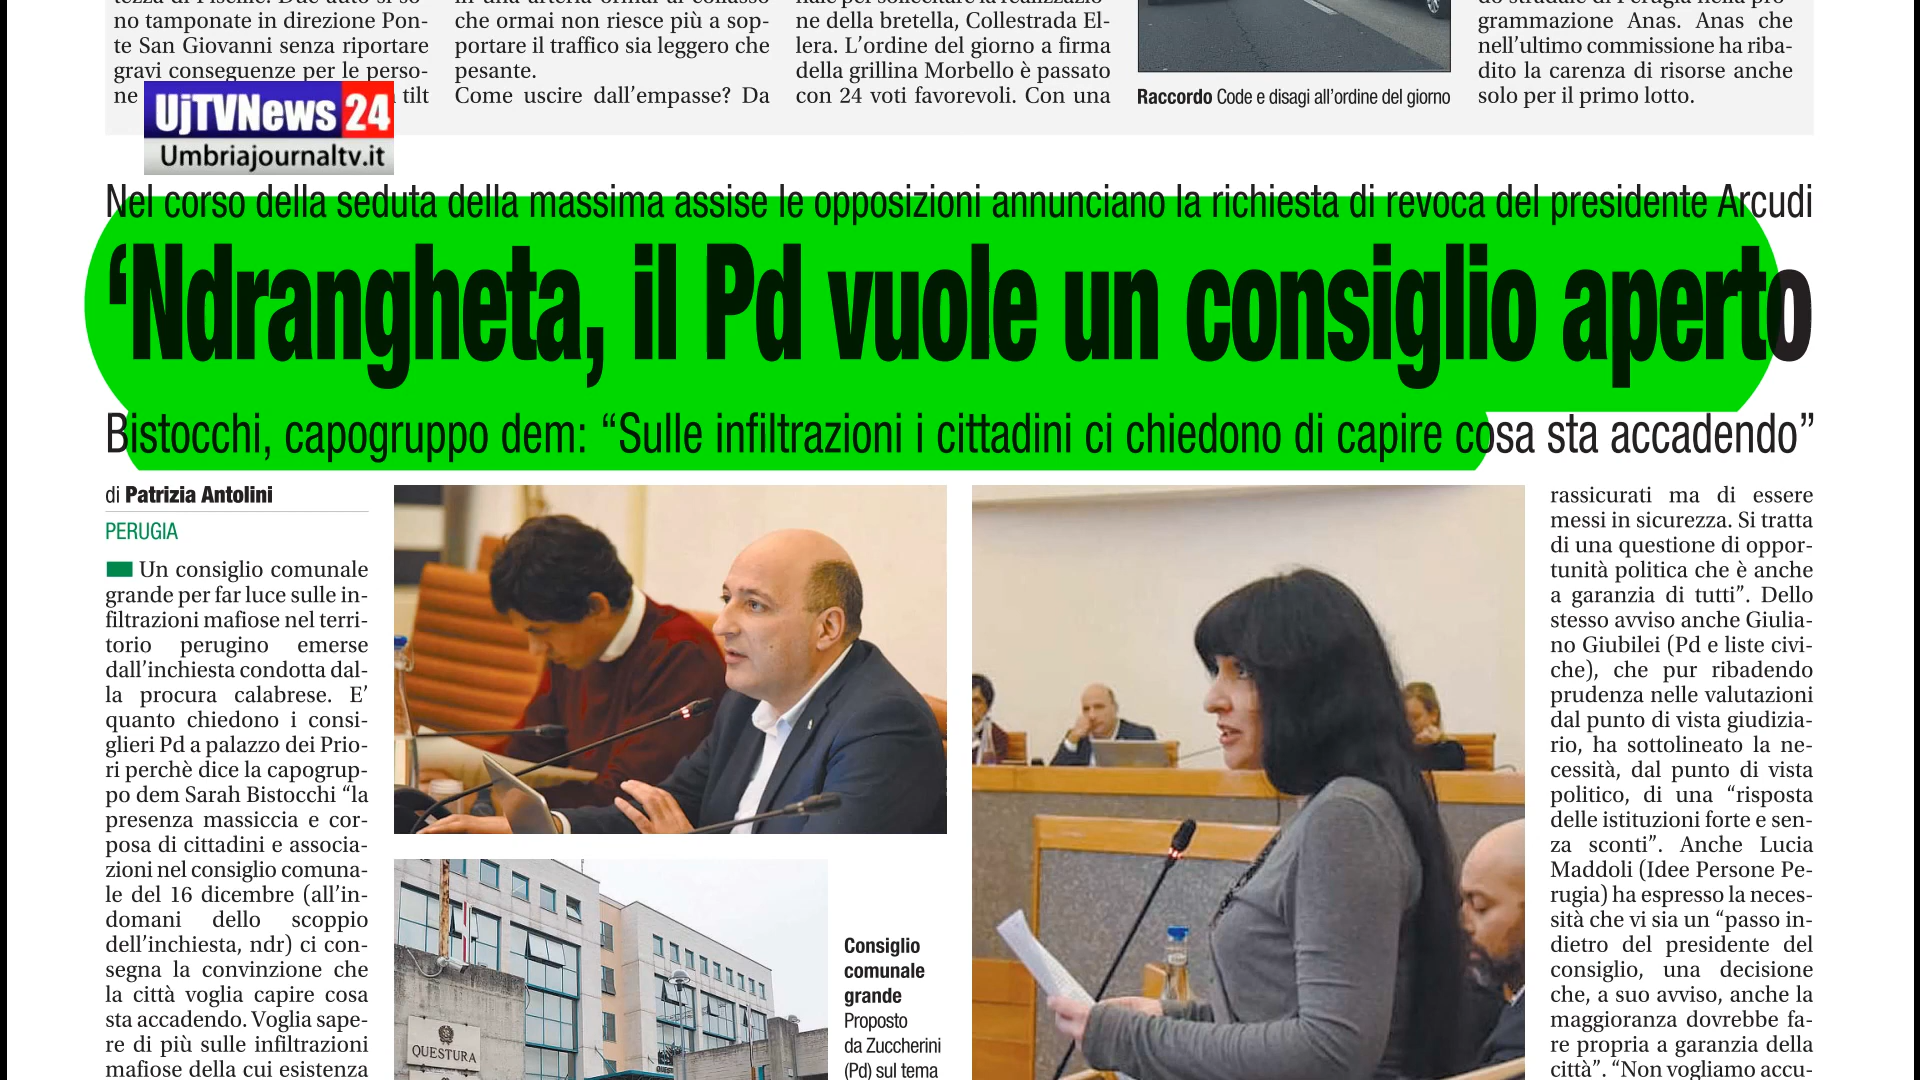 no tamponate in direzione Pon-
te San Giovanni senza riportare
gravi conseguenze per le perso-
ne
tilt
che ormai non riesce più a sop-
portare il traffico sia leggero che
pesante.
Come uscire dall’empasse? Da
ne della bretella, Collestrada El-
lera. L’ordine del giorno a firma
della grillina Morbello è passato
con 24 voti favorevoli. Con una
Raccordo Code e disagi all’ordine del giorno
grammazione Anas. Anas che
nell’ultimo commissione ha riba-
dito la carenza di risorse anche
solo per il primo lotto.
UjTVNews 24
Umbriajournaltv.it
Nel corso della seduta della massima assise le opposizioni annunciano la richiesta di revoca del presidente Arcudi
‘Ndrangheta, il Pd vuole un consiglio aperto
Bistocchi, capogruppo dem: “Sulle infiltrazioni i cittadini ci chiedono di capire cosa sta accadendo”
di Patrizia Antolini
PERUGIA
Un consiglio comunale
grande per far luce sulle in-
filtrazioni mafiose nel terri-
torio perugino emerse
dall’inchiesta condotta dal-
la procura calabrese. E’
quanto chiedono i consi-
glieri Pd a palazzo dei Prio-
ri perchè dice la capogrup-
po dem Sarah Bistocchi “la
presenza massiccia e cor-
posa di cittadini e associa-
zioni nel consiglio comuna-
le del 16 dicembre (all’in-
domani dello scoppio
dell’inchiesta, ndr) ci con-
segna la convinzione che
la città voglia capire cosa
sta accadendo. Voglia sape-
re di più sulle infiltrazioni
mafiose della cui esistenza
QUESTURA
Consiglio
comunale
grande
Proposto
da Zuccherini
(Pd) sul tema
rassicurati ma di essere
messi in sicurezza. Si tratta
di una questione di oppor-
tunità politica che è anche
a garanzia di tutti”. Dello
stesso avviso anche Giulia-
no Giubilei (Pd e liste civi-
che), che pur ribadendo
prudenza nelle valutazioni
dal punto di vista giudizia-
rio, ha sottolineato la ne-
cessità, dal punto di vista
politico, di una “risposta
delle istituzioni forte e sen-
za sconti”. Anche Lucia
Maddoli (Idee Persone Pe-
rugia) ha espresso la neces-
sità che vi sia un “passo in-
dietro del presidente del
consiglio, una decisione
che, a suo avviso, anche la
maggioranza dovrebbe fa-
re propria a garanzia della
città”. “Non vogliamo accu-